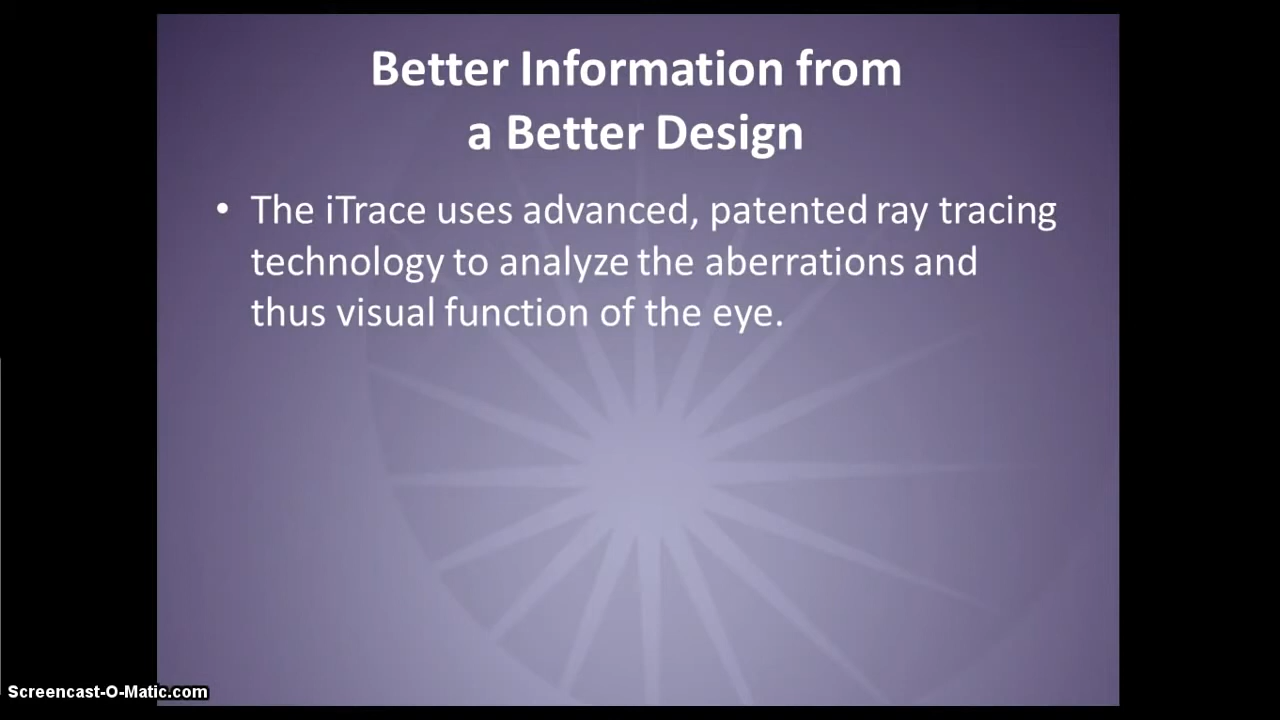 Better Information from
a Better Design
• The iTrace uses advanced, patented ray tracing
technology to analyze the aberrations and
thus visual function of the eye.
Screencast-O-Matic.com